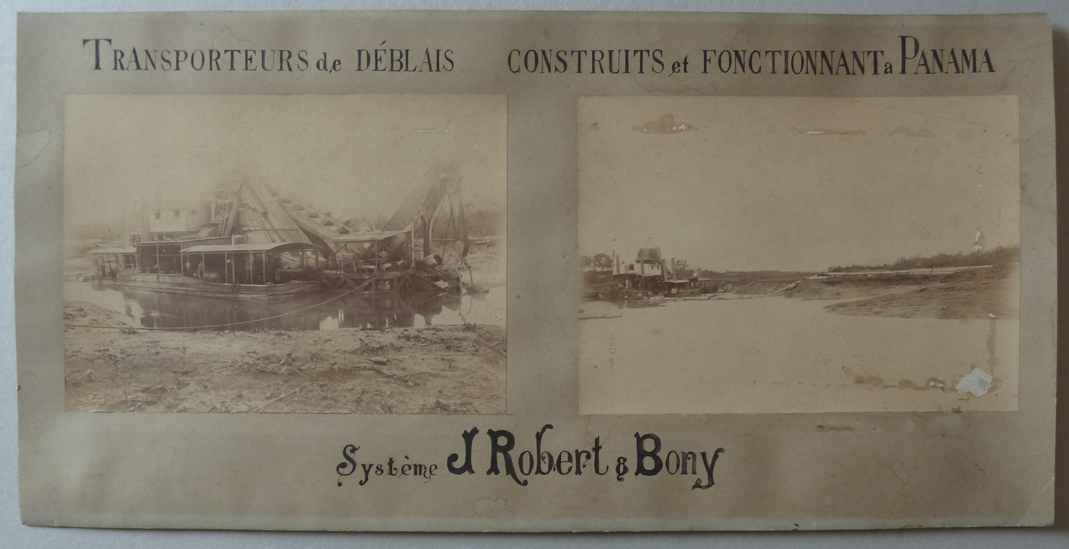 TRANSPORTEURS de DÉBLAIS CONSTRUITS et FONCTIONNANT a PANAMA
Système J Robert & Bony